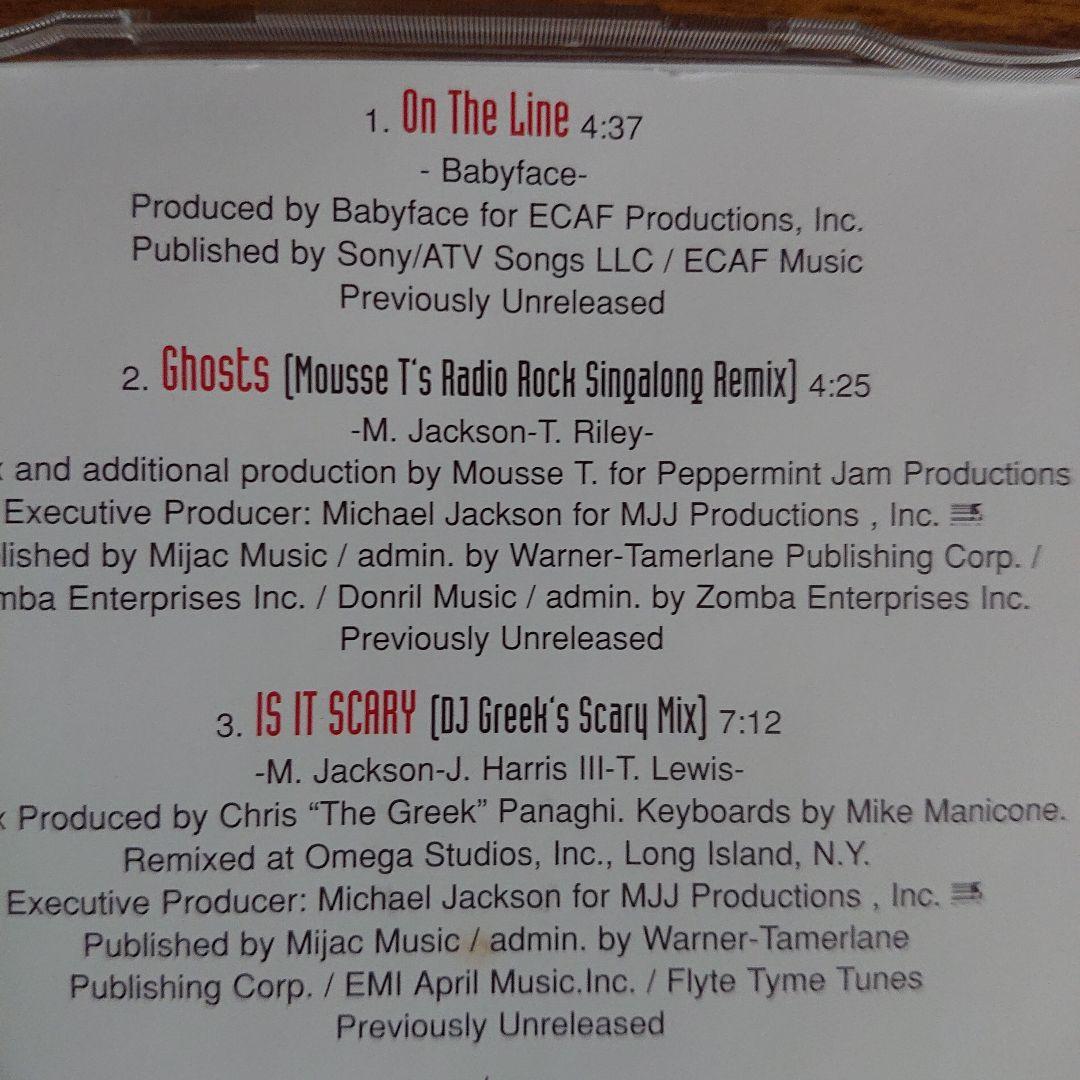 1. On The Line 4:37
- Babyface-
Produced by Babyface for ECAF Productions, Inc.
Published by Sony/ATV Songs LLC / ECAF Music
Previously Unreleased
2. Ghosts [Mousse T's Radio Rock Singalong Remix] 4:25
-M. Jackson-T. Riley-
and additional production by Mousse T. for Peppermint Jam Productions
Executive Producer: Michael Jackson for MJJ Productions , Inc.
lished by Mijac Music / admin. by Warner-Tamerlane Publishing Corp. /
mba Enterprises Inc. / Donril Music / admin. by Zomba Enterprises Inc.
Previously Unreleased
3. IS IT SCARY [DJ Greek's Scary Mix] 7:12
-M. Jackson-J. Harris III-T. Lewis-
x Produced by Chris “The Greek” Panaghi. Keyboards by Mike Manicone.
Remixed at Omega Studios, Inc., Long Island, N.Y.
Executive Producer: Michael Jackson for MJJ Productions , Inc.
Published by Mijac Music / admin. by Warner-Tamerlane
Publishing Corp. / EMI April Music.Inc. / Flyte Tyme Tunes
Previously Unreleased